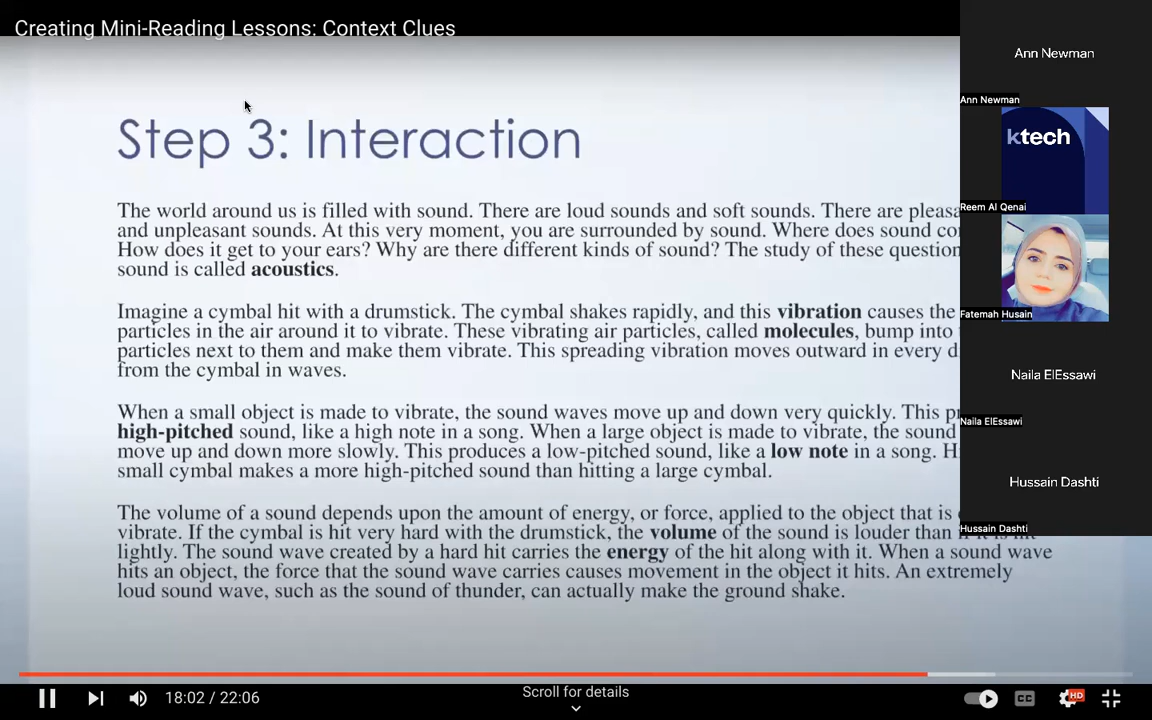 Creating Mini-Reading Lessons: Context Clues
Step 3: Interaction
The world around us is filled with sound. There are loud sounds and soft sounds. There are
and unpleasant sounds. At this very moment, you are surrounded by sound. Where does sound
How does it get to your ears? Why are there different kinds of sound? The study of these
sound is called acoustics.
Imagine a cymbal hit with a drumstick. The cymbal shakes rapidly, and this vibration causes the
particles in the air around it to vibrate. These vibrating air particles, called molecules, bump into
particles next to them and make them vibrate. This spreading vibration moves outward in every
from the cymbal in waves.
When a small object is made to vibrate, the sound waves move up and down very quickly. This
high-pitched sound, like a high note in a song. When a large object is made to vibrate, the sound
move up and down more slowly. This produces a low-pitched sound, like a low note in a song.
small cymbal makes a more high-pitched sound than hitting a large cymbal.
The volume of a sound depends upon the amount of energy, or force, applied to the object that is
vibrate. If the cymbal is hit very hard with the drumstick, the volume of the sound is louder than
lightly. The sound wave created by a hard hit carries the energy of the hit along with it. When a sound wave
hits an object, the force that the sound wave carries causes movement in the object it hits. An extremely
loud sound wave, such as the sound of thunder, can actually make the ground shake.
Ann Newman
Ann Newman
ktech
Reem Al Qenai
Fatemah Husain
Naila ElEssawi
Naila ElEssawi
Hussain Dashti
Hussain Dashti
18:02 / 22:06
Scroll for details
CC
HD